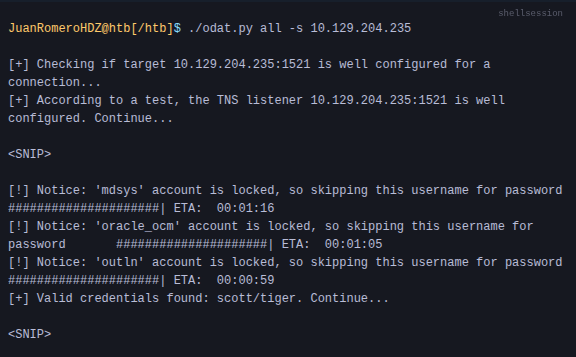 shellsession
JuanRomeroHDZ@htb[/htb]$ ./odat.py all -s 10.129.204.235
[+] Checking if target 10.129.204.235:1521 is well configured for a
connection...
[+] According to a test, the TNS listener 10.129.204.235:1521 is well
configured. Continue...
<SNIP>
[!] Notice: 'mdsys' account is locked, so skipping this username for password
#####################| ETA:  00:01:16
[!] Notice: 'oracle_ocm' account is locked, so skipping this username for
password       #####################| ETA:  00:01:05
[!] Notice: 'outln' account is locked, so skipping this username for password
#####################| ETA:  00:00:59
[+] Valid credentials found: scott/tiger. Continue...
<SNIP>